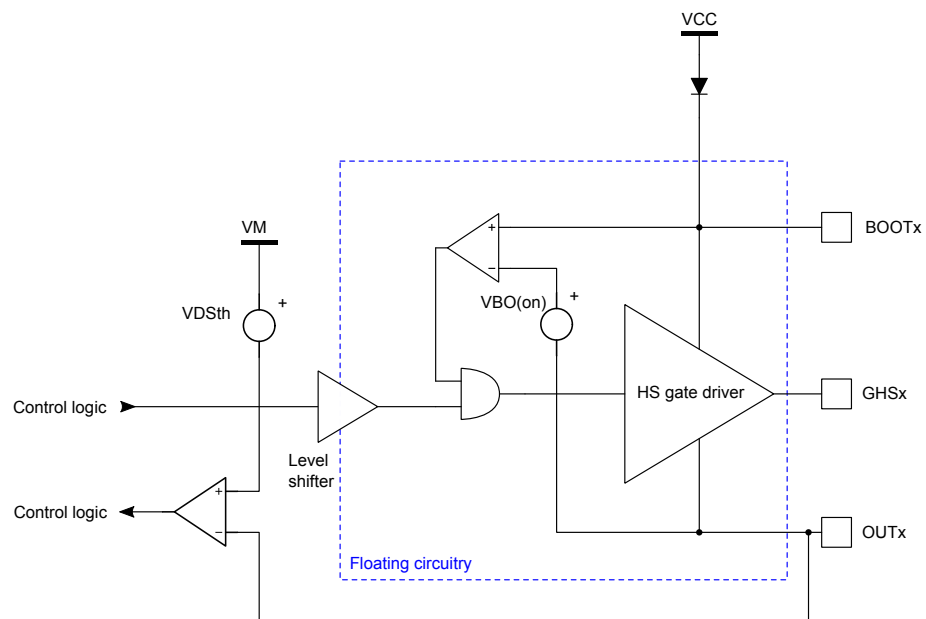 VCC
BOOTx
VM
+
−
VBO(on)
+
VDSth
+
HS gate driver
GHSx
Control logic
Level
shifter
Control logic
+
−
OUTx
Floating circuitry